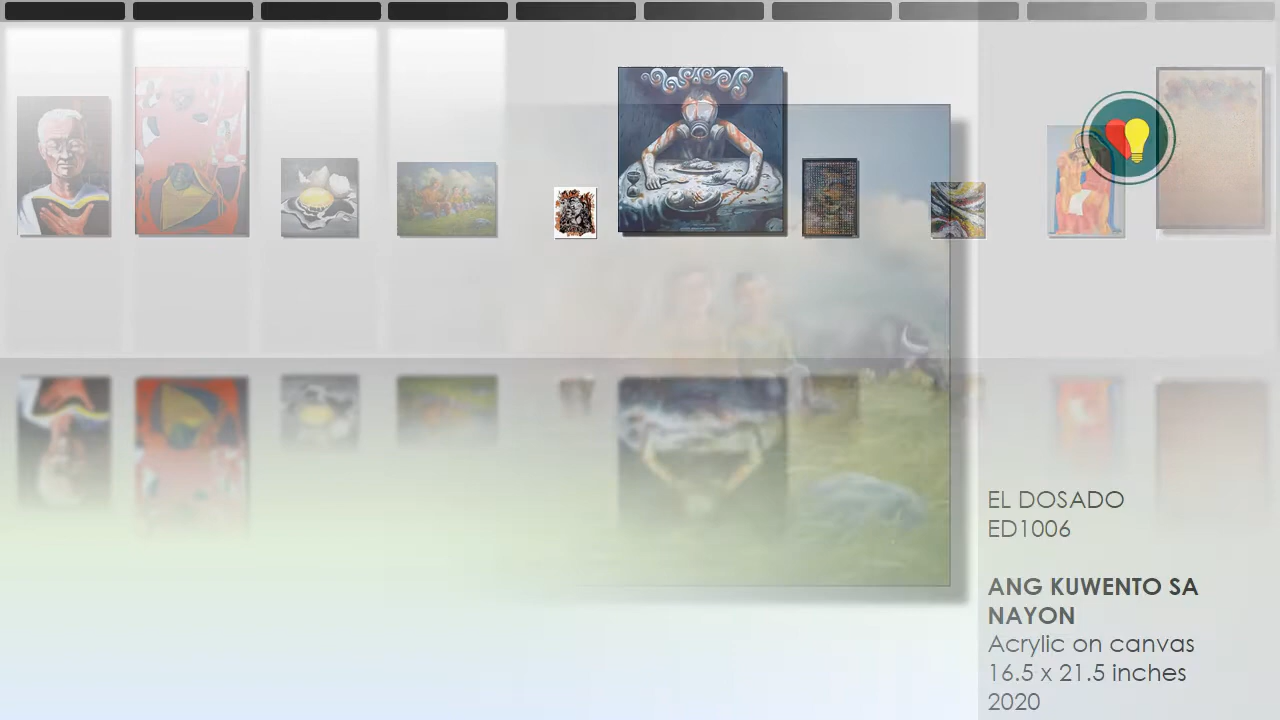 EL DOSADO
ED1006
ANG KUWENTO SA
NAYON
Acrylic on canvas
16.5 x 21.5 inches
2020